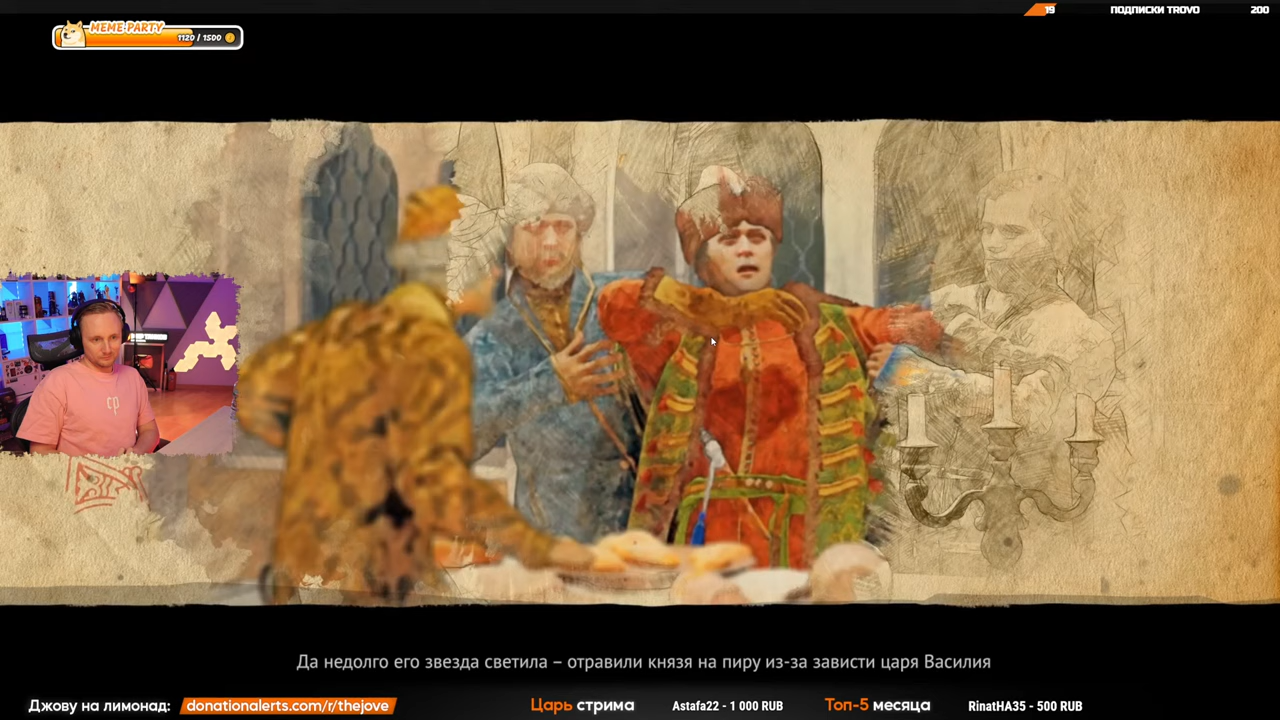 19 ПОДПИСКИ TROVO 200
MEME-PARTY
1120 / 1500
Да недолго его звезда светила – отравили князя на пиру из-за зависти царя Василия
Джову на лимонад: donationalerts.com/r/thejove Царь стрима Astafa22 - 1 000 RUB Топ-5 месяца RinatHA35 - 500 RUB